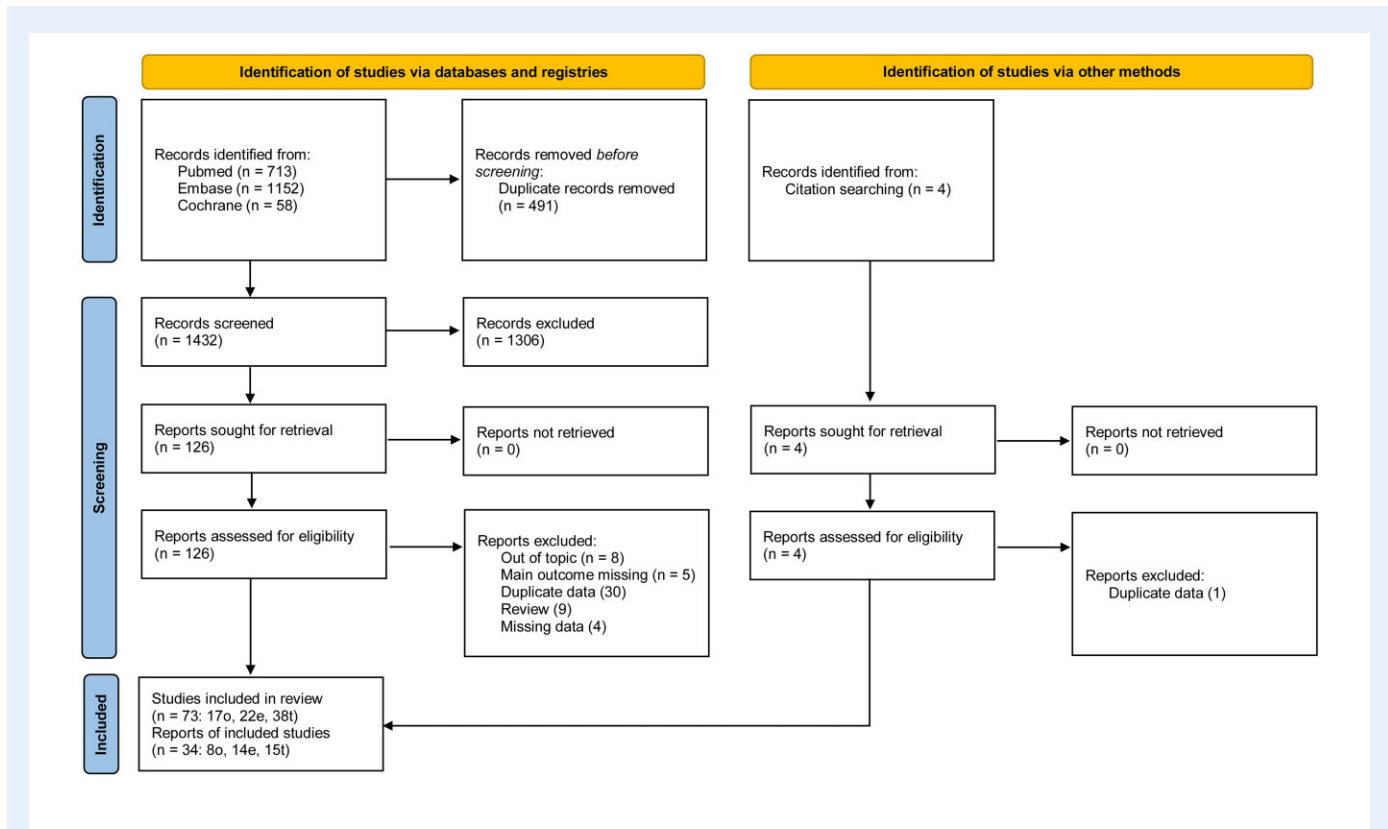 Identification of studies via databases and registries
Identification of studies via other methods
Identification
Records identified from:
Pubmed (n = 713)
Embase (n = 1152)
Cochrane (n = 58)
Records removed before
screening:
Duplicate records removed
(n = 491)
Records identified from:
Citation searching (n = 4)
Screening
Records screened
(n = 1432)
Records excluded
(n = 1306)
Reports sought for retrieval
(n = 126)
Reports not retrieved
(n = 0)
Reports sought for retrieval
(n = 4)
Reports not retrieved
(n = 0)
Reports assessed for eligibility
(n = 126)
Reports excluded:
Out of topic (n = 8)
Main outcome missing (n = 5)
Duplicate data (30)
Review (9)
Missing data (4)
Reports assessed for eligibility
(n = 4)
Reports excluded:
Duplicate data (1)
Included
Studies included in review
(n = 73: 17o, 22e, 38t)
Reports of included studies
(n = 34: 8o, 14e, 15t)